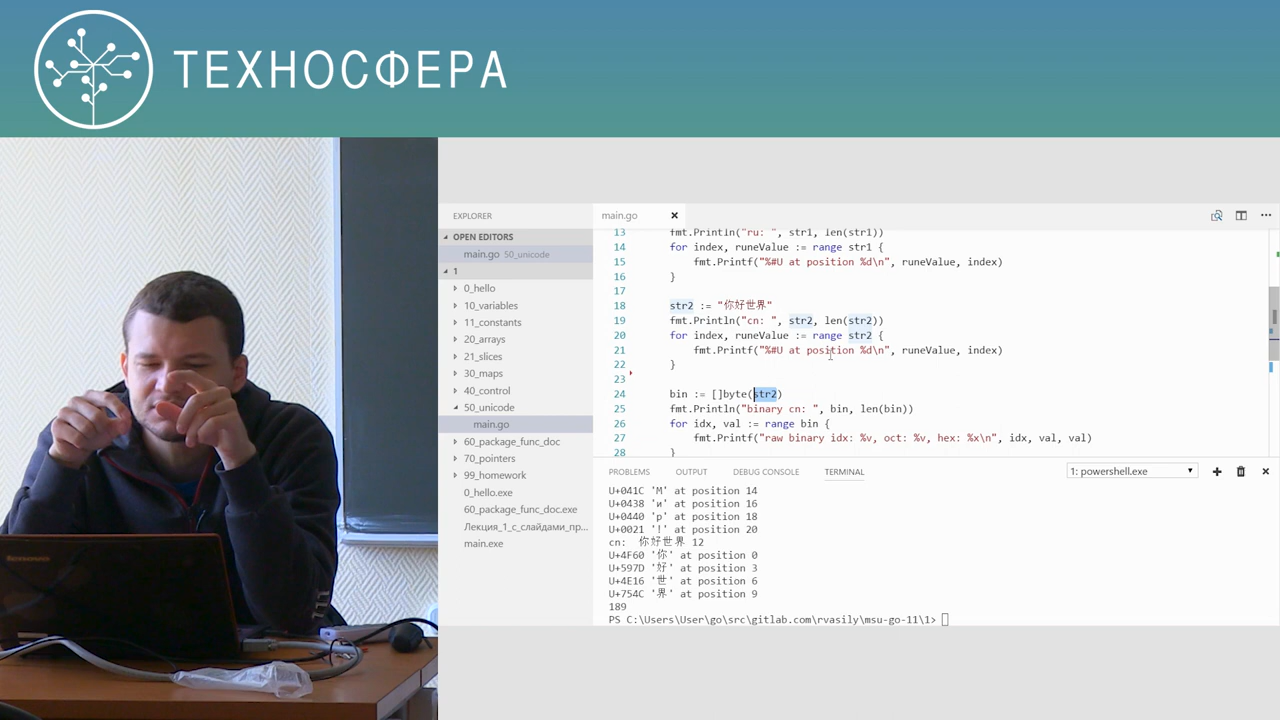 ТЕХНОСФЕРА
EXPLORER
OPEN EDITORS
main.go 50_unicode
1
0_hello
10_variables
11_constants
20_arrays
21_slices
30_maps
40_control
50_unicode
main.go
60_package_func_doc
70_pointers
99_homework
0_hello.exe
60_package_func_doc.exe
Лекция_1_с_слайдами_пр...
main.exe
main.go
13 fmt.Println("ru: ", str1, len(str1))
14 for index, runeValue := range str1 {
15 fmt.Printf("%#U at position %d\n", runeValue, index)
16 }
17
18 str2 := "你好世界"
19 fmt.Println("cn: ", str2, len(str2))
20 for index, runeValue := range str2 {
21 fmt.Printf("%#U at position %d\n", runeValue, index)
22 }
23
24 bin := []byte(str2)
25 fmt.Println("binary cn: ", bin, len(bin))
26 for idx, val := range bin {
27 fmt.Printf("raw binary idx: %v, oct: %v, hex: %x\n", idx, val, val)
28 }
PROBLEMS OUTPUT DEBUG CONSOLE TERMINAL 1: powershell.exe
U+041C 'М' at position 14
U+0438 'и' at position 16
U+0440 'р' at position 18
U+0021 '!' at position 20
cn:  你好世界 12
U+4F60 '你' at position 0
U+597D '好' at position 3
U+4E16 '世' at position 6
U+754C '界' at position 9
189
PS C:\Users\User\go\src\gitlab.com\rvasily\msu-go-11\1>